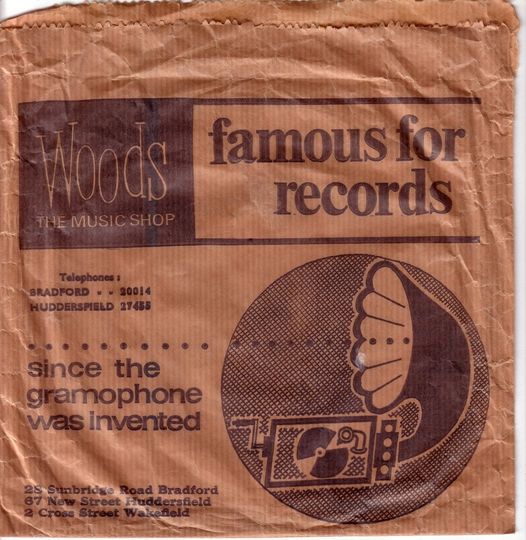 Woods
THE MUSIC SHOP
famous for
records
Telephones :
BRADFORD - - 20014
HUDDERSFIELD 27455
since the
gramophone
was invented
28 Sunbridge Road Bradford
67 New Street Huddersfield
2 Cross Street Wakefield